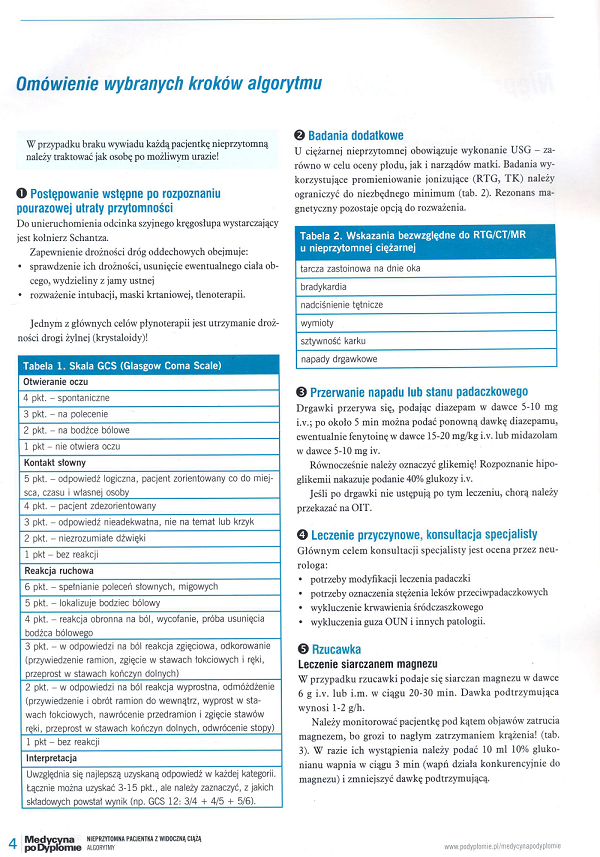 Omówienie wybranych kroków algorytmu
W przypadku braku wywiadu każdą pacjentkę nieprzytomną
należy traktować jak osobę po możliwym urazie!
❶ Postępowanie wstępne po rozpoznaniu
pourazowej utraty przytomności
Do unieruchomienia odcinka szyjnego kręgosłupa wystarczający
jest kołnierz Schantza.
Zapewnienie drożności dróg oddechowych obejmuje:
• sprawdzenie ich drożności, usunięcie ewentualnego ciała ob-
cego, wydzieliny z jamy ustnej
• rozważenie intubacji, maski krtaniowej, tlenoterapii.
Jednym z głównych celów płynoterapii jest utrzymanie droż-
ności drogi żylnej (krystaloidy)!
Tabela 1. Skala GCS (Glasgow Coma Scale)
Otwieranie oczu
4 pkt. – spontaniczne
3 pkt. – na polecenie
2 pkt. – na bodźce bólowe
1 pkt – nie otwiera oczu
Kontakt słowny
5 pkt. – odpowiedź logiczna, pacjent zorientowany co do miej-
sca, czasu i własnej osoby
4 pkt. – pacjent zdezorientowany
3 pkt. – odpowiedź nieadekwatna, nie na temat lub krzyk
2 pkt. – niezrozumiałe dźwięki
1 pkt – bez reakcji
Reakcja ruchowa
6 pkt. – spełnianie poleceń słownych, migowych
5 pkt. – lokalizuje bodziec bólowy
4 pkt. – reakcja obronna na ból, wycofanie, próba usunięcia
bodźca bólowego
3 pkt. – w odpowiedzi na ból reakcja zgięciowa, odkorowanie
(przywiedzenie ramion, zgięcie w stawach łokciowych i ręki,
przeprost w stawach kończyn dolnych)
2 pkt. – w odpowiedzi na ból reakcja wyprostna, odmóżdżenie
(przywiedzenie i obrót ramion do wewnątrz, wyprost w sta-
wach łokciowych, nawrócenie przedramion i zgięcie stawów
ręki, przeprost w stawach kończyn dolnych, odwrócenie stopy)
1 pkt – bez reakcji
Interpretacja
Uwzględnia się najlepszą uzyskaną odpowiedź w każdej kategorii.
Łącznie można uzyskać 3-15 pkt., ale należy zaznaczyć, z jakich
składowych powstał wynik (np. GCS 12: 3/4 + 4/5 + 5/6).
❷ Badania dodatkowe
U ciężarnej nieprzytomnej obowiązuje wykonanie USG – za-
równo w celu oceny płodu, jak i narządów matki. Badania wy-
korzystujące promieniowanie jonizujące (RTG, TK) należy
ograniczyć do niezbędnego minimum (tab. 2). Rezonans ma-
gnetyczny pozostaje opcją do rozważenia.
Tabela 2. Wskazania bezwzględne do RTG/CT/MR
u nieprzytomnej ciężarnej
tarcza zastoinowa na dnie oka
bradykardia
nadciśnienie tętnicze
wymioty
sztywność karku
napady drgawkowe
❸ Przerwanie napadu lub stanu padaczkowego
Drgawki przerywa się, podając diazepam w dawce 5-10 mg
i.v.; po około 5 min można podać ponowną dawkę diazepamu,
ewentualnie fenytoinę w dawce 15-20 mg/kg i.v. lub midazolam
w dawce 5-10 mg iv.
Równocześnie należy oznaczyć glikemię! Rozpoznanie hipo-
glikemii nakazuje podanie 40% glukozy i.v.
Jeśli po drgawki nie ustępują po tym leczeniu, chorą należy
przekazać na OIT.
❹ Leczenie przyczynowe, konsultacja specjalisty
Głównym celem konsultacji specjalisty jest ocena przez neu-
rologa:
• potrzeby modyfikacji leczenia padaczki
• potrzeby oznaczenia stężenia leków przeciwpadaczkowych
• wykluczenie krwawienia śródczaszkowego
• wykluczenia guza OUN i innych patologii.
❺ Rzucawka
Leczenie siarczanem magnezu
W przypadku rzucawki podaje się siarczan magnezu w dawce
6 g i.v. lub i.m. w ciągu 20-30 min. Dawka podtrzymująca
wynosi 1-2 g/h.
Należy monitorować pacjentkę pod kątem objawów zatrucia
magnezem, bo grozi to nagłym zatrzymaniem krążenia! (tab.
3). W razie ich wystąpienia należy podać 10 ml 10% gluko-
nianu wapnia w ciągu 3 min (wapń działa konkurencyjnie do
magnezu) i zmniejszyć dawkę podtrzymującą.
4 Medycyna po Dyplomie NIEPRZYTOMNA PACJENTKA Z WIDOCZNĄ CIĄŻĄ
ALGORYTMY
www.podyplomie.pl/medycynapodyplomie